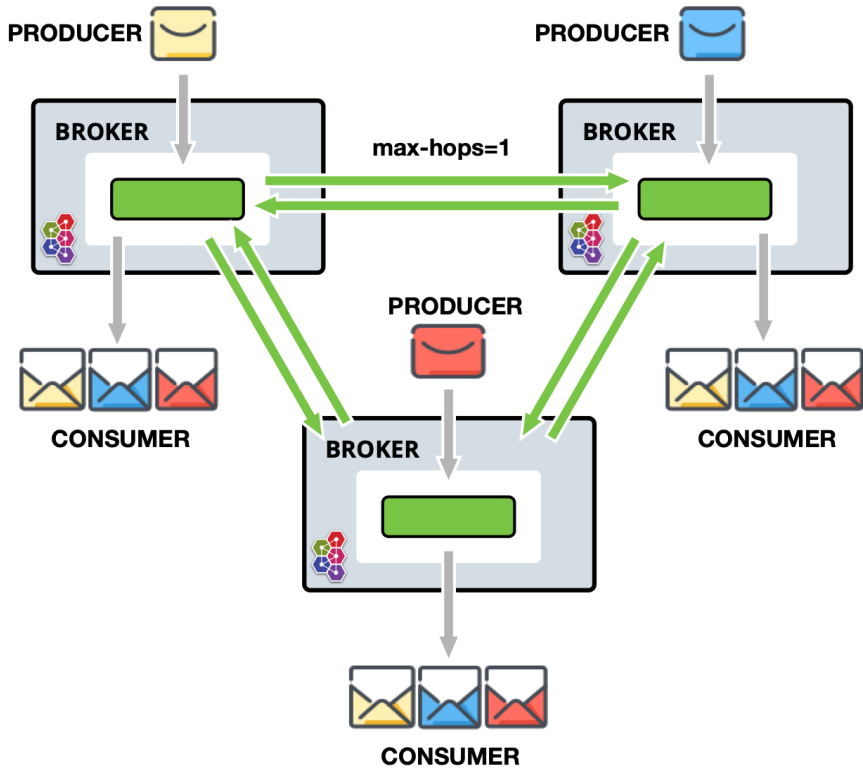 PRODUCER
PRODUCER
BROKER
BROKER
max-hops=1
PRODUCER
CONSUMER
CONSUMER
BROKER
CONSUMER